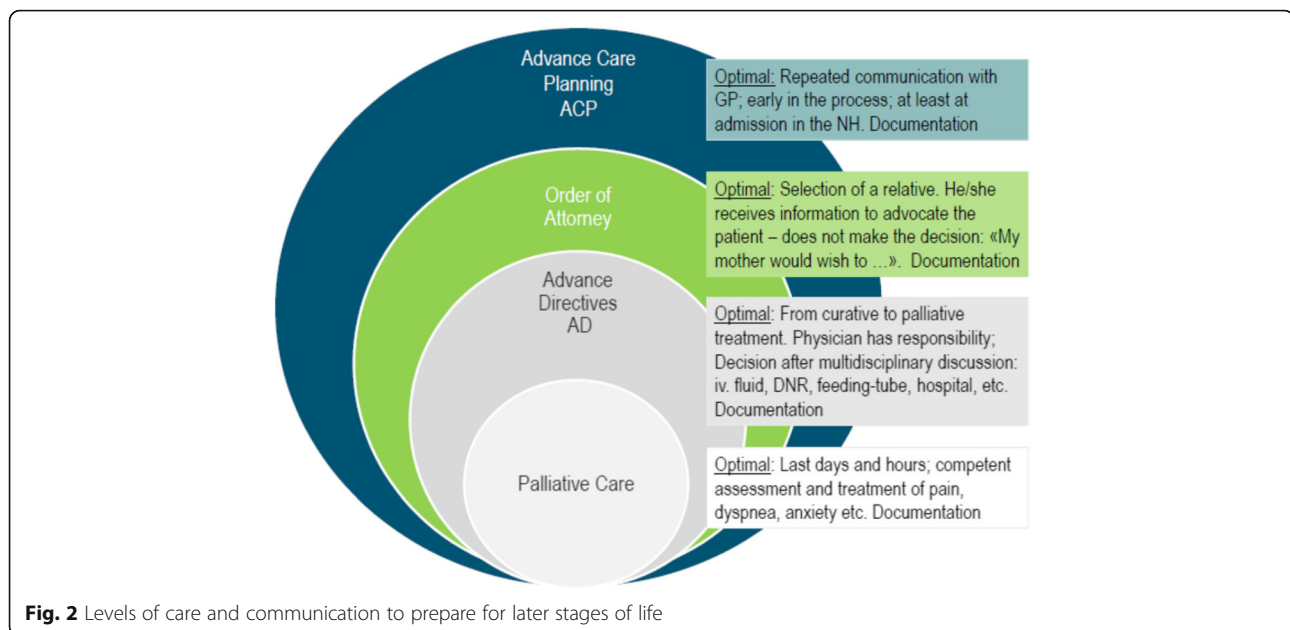 Advance Care
Planning
ACP
Optimal: Repeated communication with
GP; early in the process; at least at
admission in the NH. Documentation
Order of
Attorney
Optimal: Selection of a relative. He/she
receives information to advocate the
patient – does not make the decision: «My
mother would wish to …». Documentation
Advance
Directives
AD
Optimal: From curative to palliative
treatment. Physician has responsibility;
Decision after multidisciplinary discussion:
iv. fluid, DNR, feeding-tube, hospital, etc.
Documentation
Palliative Care
Optimal: Last days and hours; competent
assessment and treatment of pain,
dyspnea, anxiety etc. Documentation
Fig. 2 Levels of care and communication to prepare for later stages of life